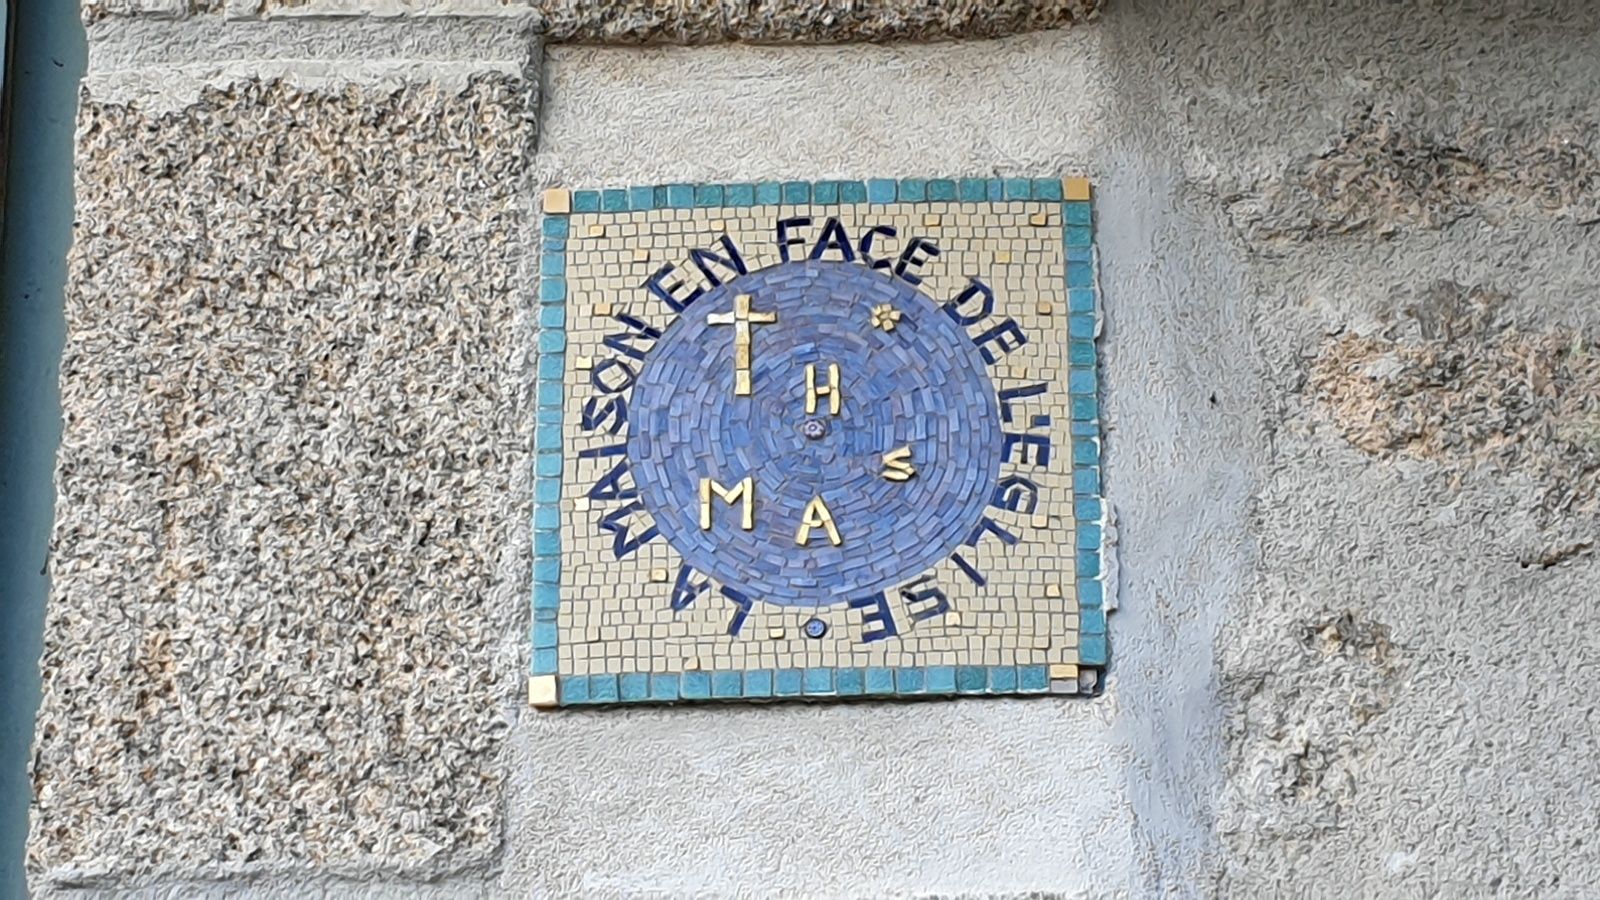 LA MAISON EN FACE DE L'EGLISE
H
S
M A